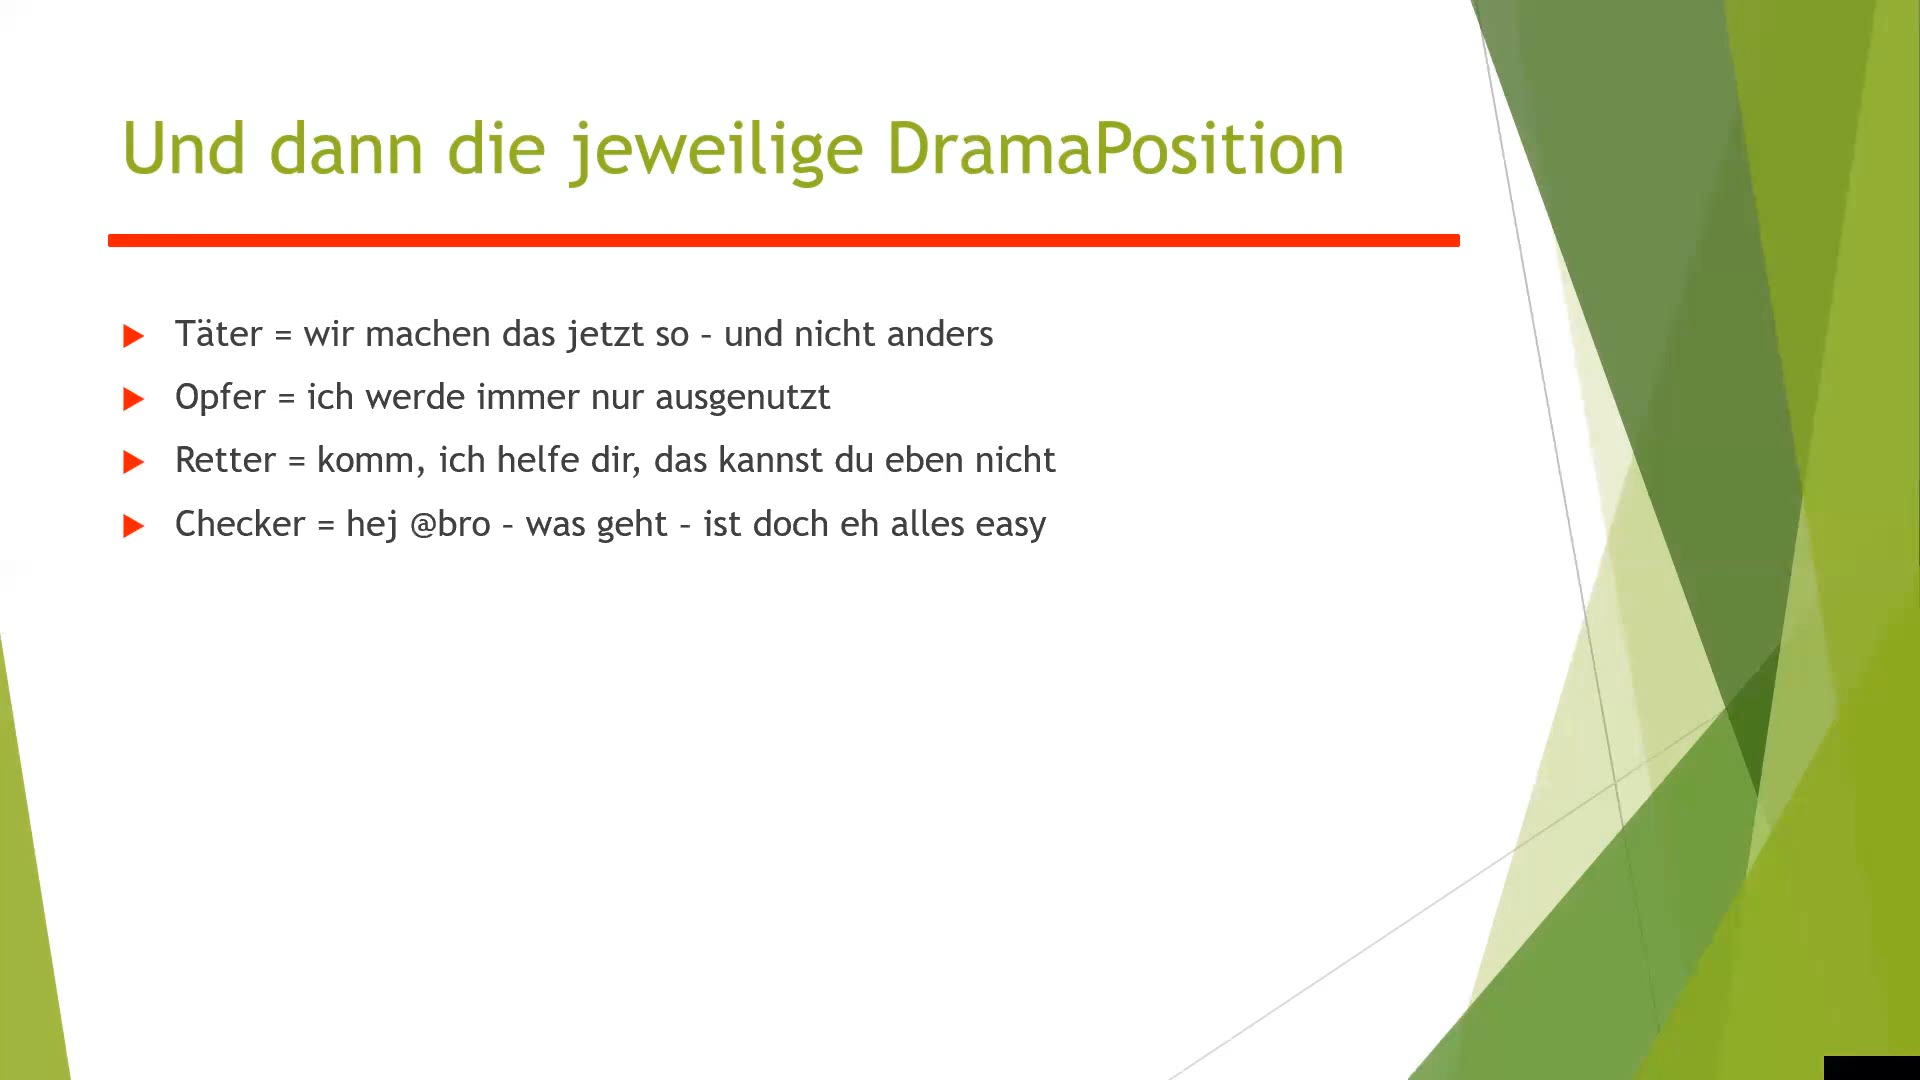 Und dann die jeweilige DramaPosition
Täter = wir machen das jetzt so – und nicht anders
Opfer = ich werde immer nur ausgenutzt
Retter = komm, ich helfe dir, das kannst du eben nicht
Checker = hej @bro – was geht – ist doch eh alles easy